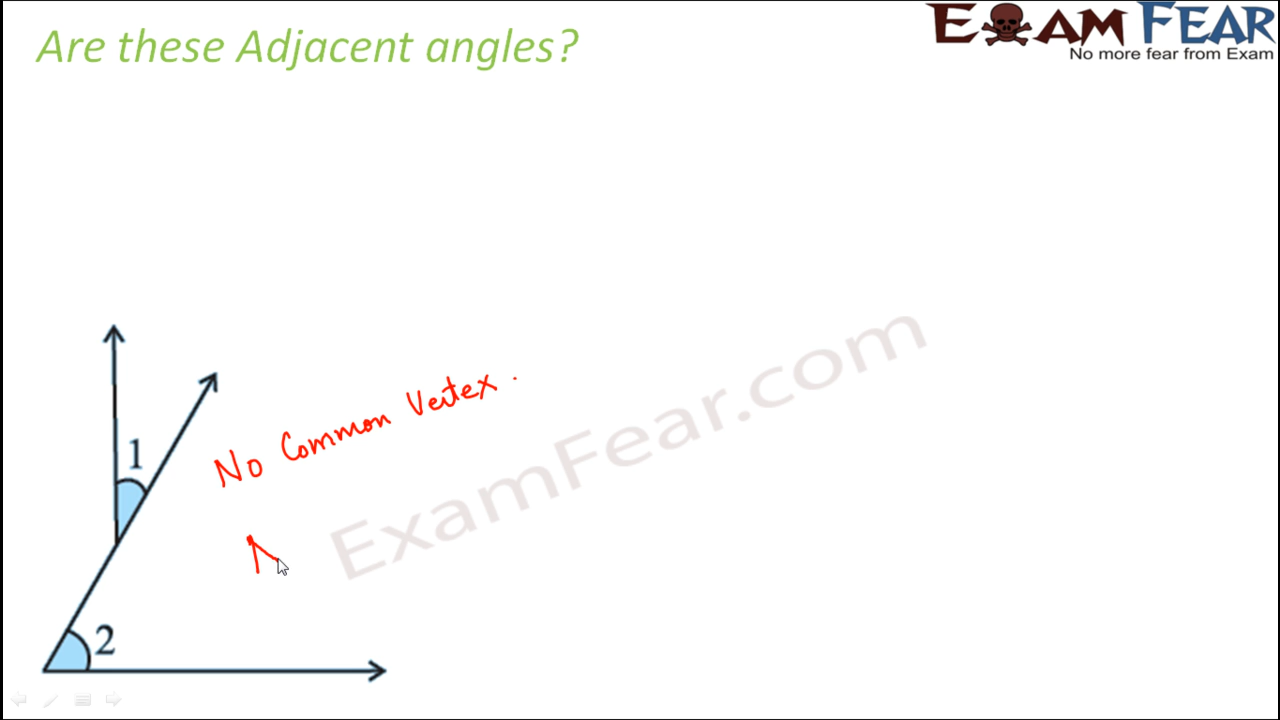 Are these Adjacent angles?
EXAMFEAR
No more fear from Exam
1
No Common Vertex.
ExamFear.com
2